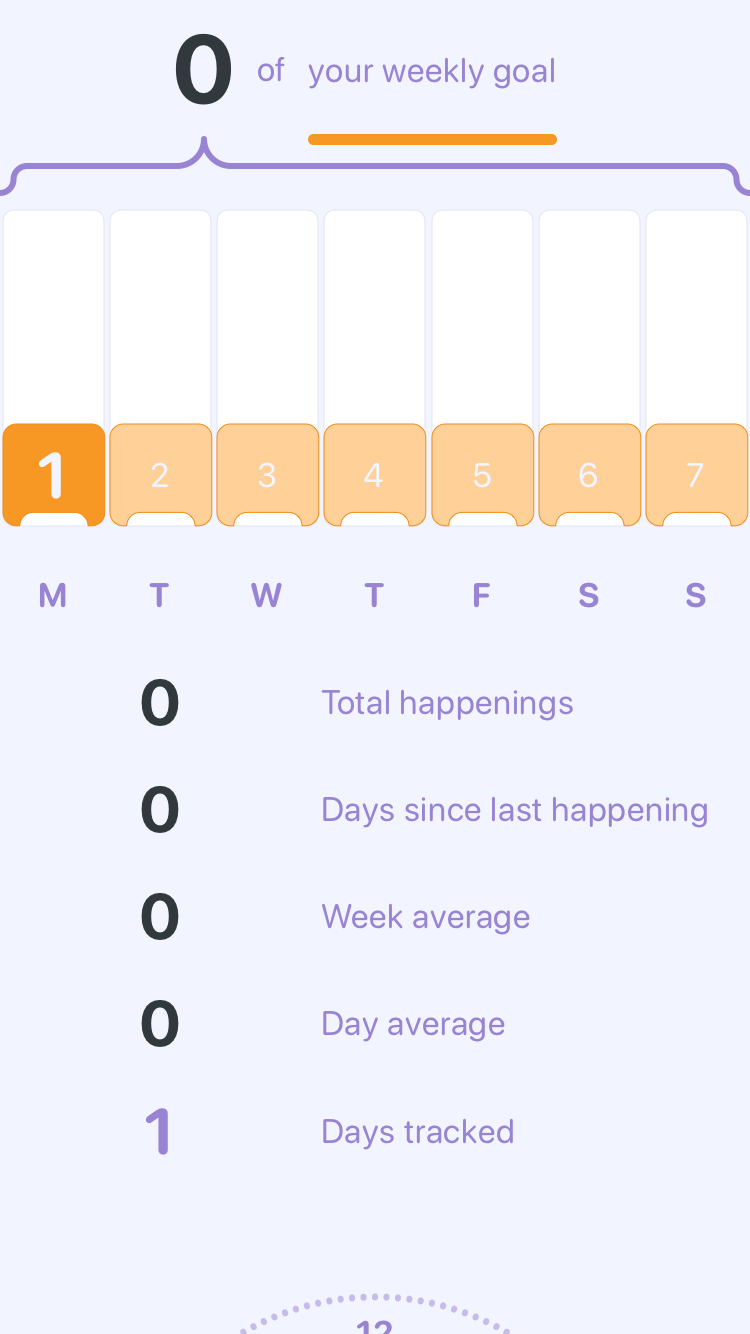 0 of your weekly goal
1 2 3 4 5 6 7
M T W T F S S
0 Total happenings
0 Days since last happening
0 Week average
0 Day average
1 Days tracked
12